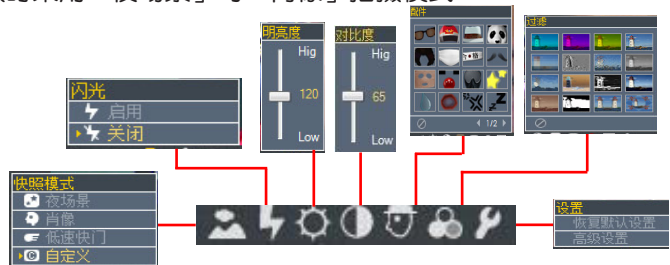 明亮度
Hig
120
Low
对比度
Hig
65
Low
配件
1/2
过滤
闪光
启用
关闭
快照模式
夜场景
肖像
低速快门
自定义
设置
恢复默认设置
高级设置